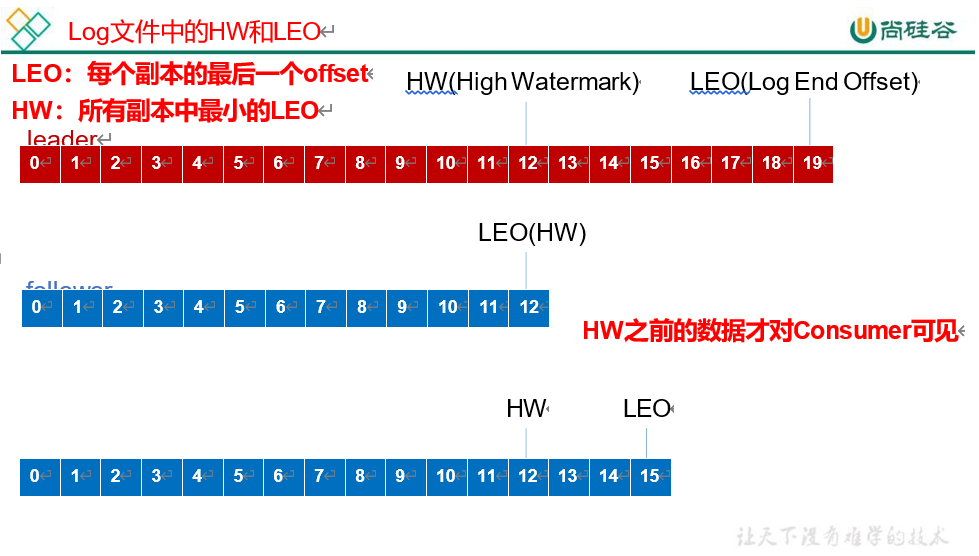 Log文件中的HW和LEO
尚硅谷
LEO：每个副本的最后一个offset
HW(High Watermark)
LEO(Log End Offset)
HW：所有副本中最小的LEO
leader
0 1 2 3 4 5 6 7 8 9 10 11 12 13 14 15 16 17 18 19
LEO(HW)
follower
0 1 2 3 4 5 6 7 8 9 10 11 12
HW之前的数据才对Consumer可见
HW
LEO
0 1 2 3 4 5 6 7 8 9 10 11 12 13 14 15
让天下没有难学的技术